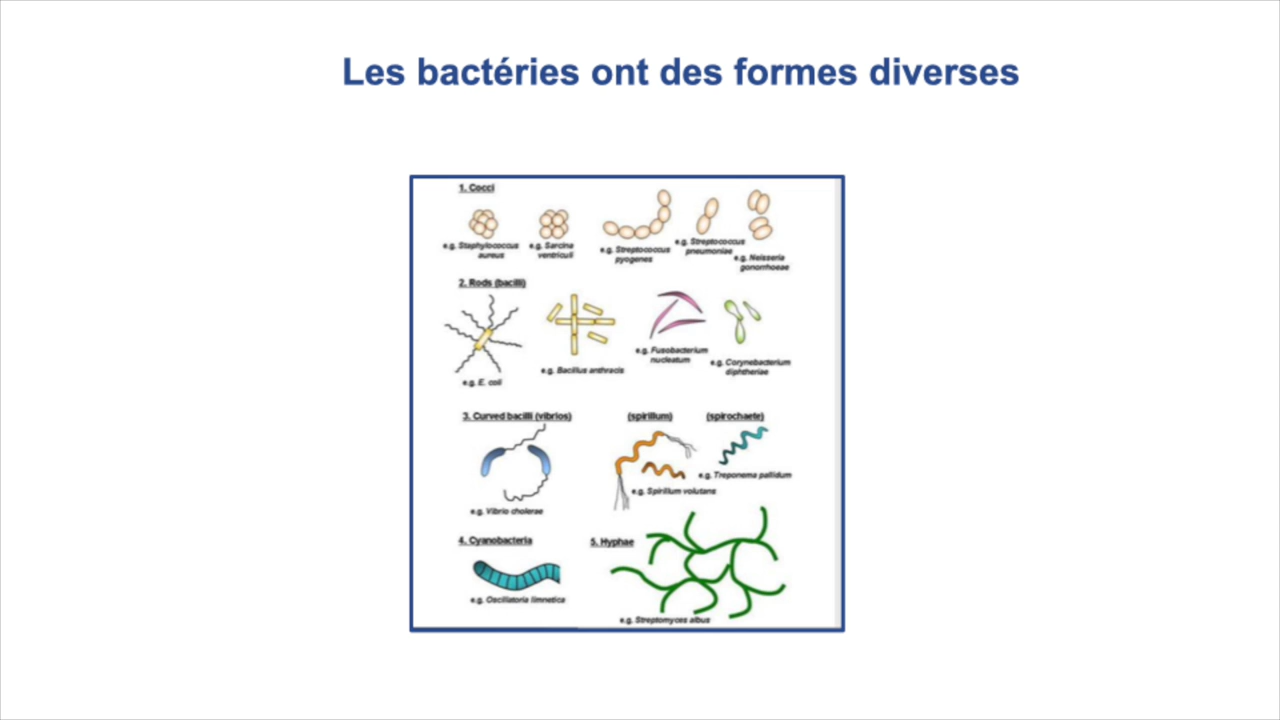 Les bactéries ont des formes diverses
1. Cocci
e.g. Staphylococcus
aureus
e.g. Sarcina
ventriculi
e.g. Streptococcus
pyogenes
e.g. Streptococcus
pneumoniae
e.g. Neisseria
gonorrhoeae
2. Rods (bacilli)
e.g. E. coli
e.g. Bacillus anthracis
e.g. Fusobacterium
nucleatum
e.g. Corynebacterium
diphtheriae
3. Curved bacilli (vibrios)
(spirillum)
(spirochaete)
e.g. Vibrio cholerae
e.g. Spirillum volutans
e.g. Treponema pallidum
4. Cyanobacteria
e.g. Oscillatoria limnetica
5. Hyphae
e.g. Streptomyces albus